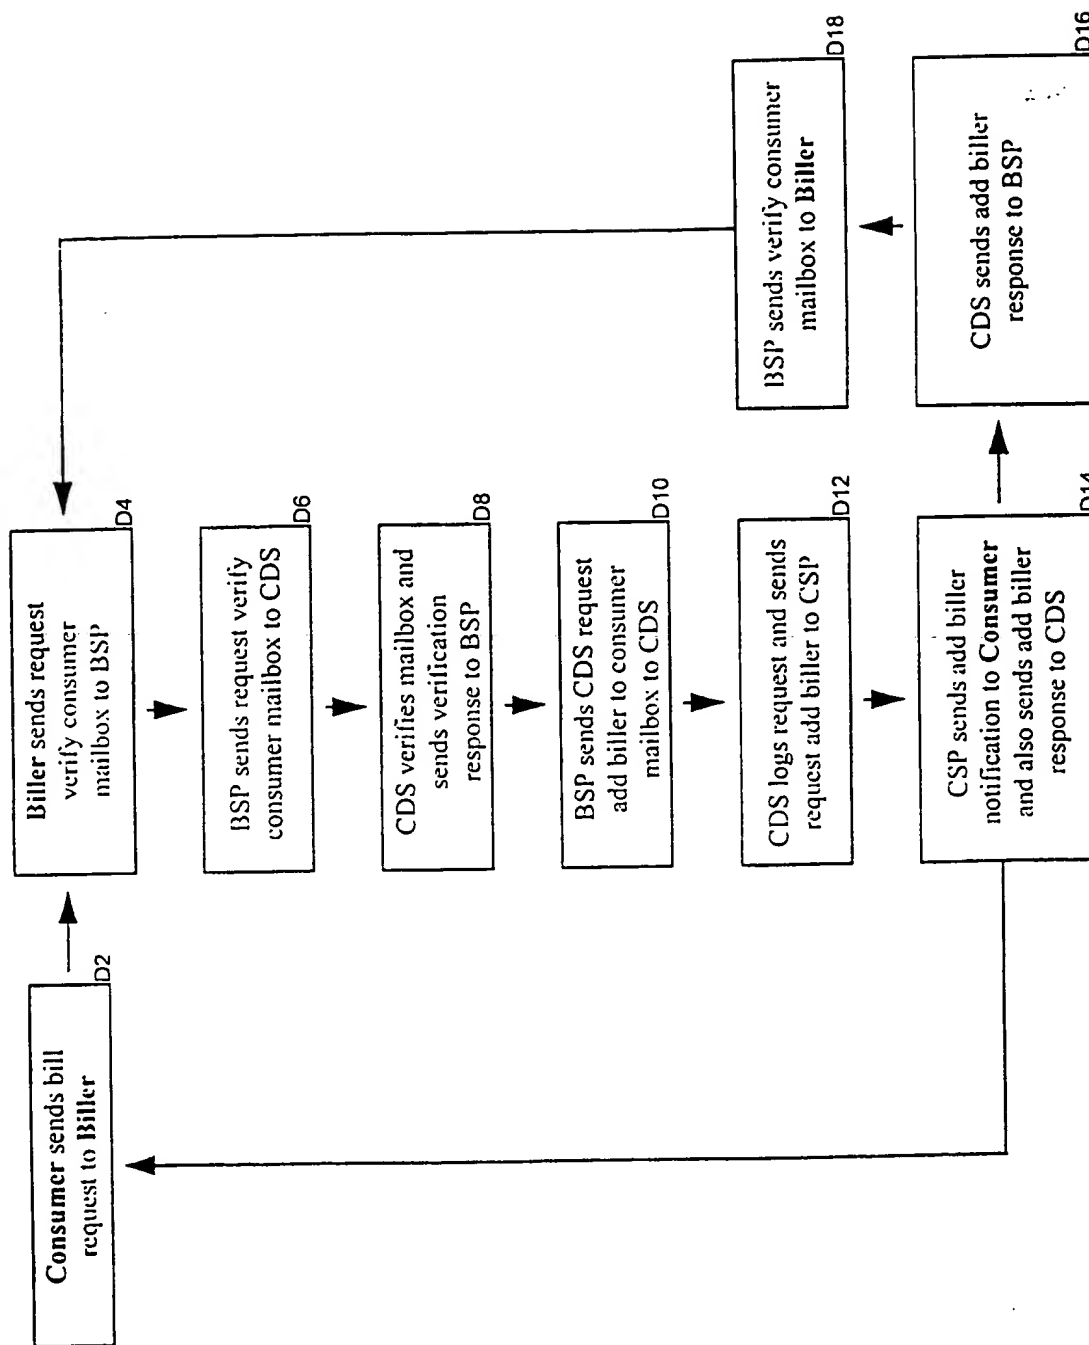 Consumer sends bill
request to Biller
D2
Biller sends request
verify consumer
mailbox to BSP
D4
BSP sends request verify
consumer mailbox to CDS
D6
CDS verifies mailbox and
sends verification
response to BSP
D8
BSP sends CDS request
add biller to consumer
mailbox to CDS
D10
CDS logs request and sends
request add biller to CSP
D12
CSP sends add biller
notification to Consumer
and also sends add biller
response to CDS
D14
CDS sends add biller
response to BSP
D16
BSP sends verify consumer
mailbox to Biller
D18